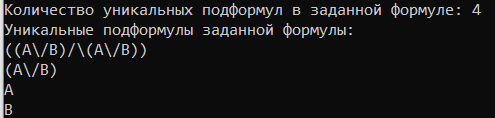 Количество уникальных подформул в заданной формуле: 4
Уникальные подформулы заданной формулы:
((A\/B)/\(A\/B))
(A\/B)
A
B